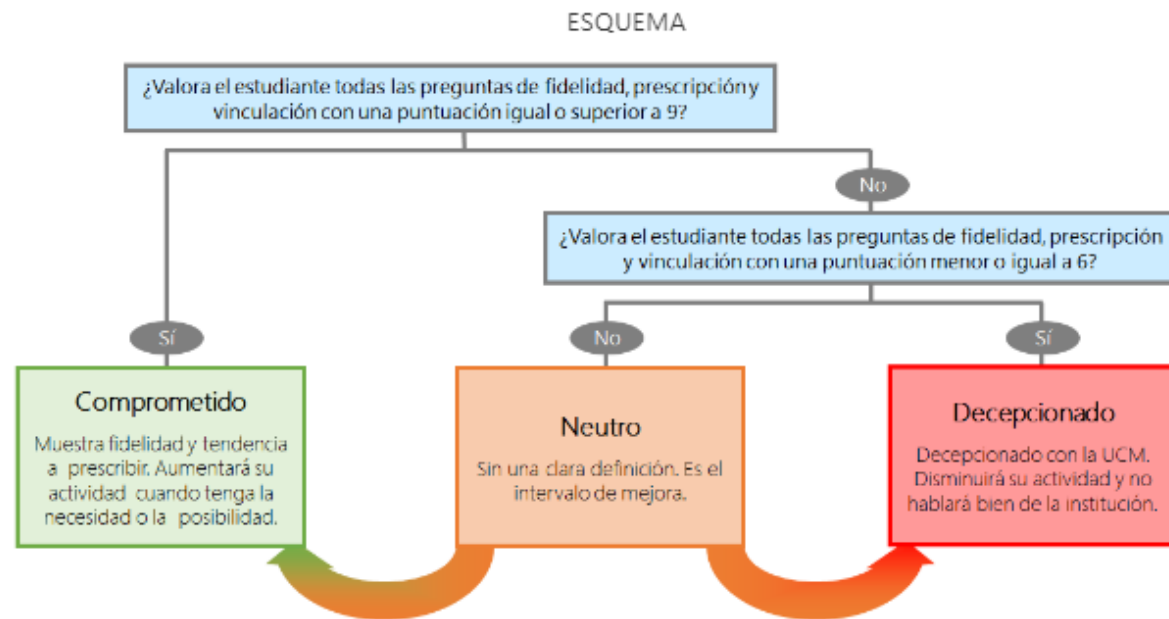 ESQUEMA
¿Valora el estudiante todas las preguntas de fidelidad, prescripción y
vinculación con una puntuación igual o superior a 9?
No
¿Valora el estudiante todas las preguntas de fidelidad, prescripción
y vinculación con una puntuación menor o igual a 6?
Sí
No
Sí
Comprometido
Muestra fidelidad y tendencia
a prescribir. Aumentará su
actividad cuando tenga la
necesidad o la posibilidad.
Neutro
Sin una clara definición. Es el
intervalo de mejora.
Decepcionado
Decepcionado con la UCM.
Disminuirá su actividad y no
hablará bien de la institución.